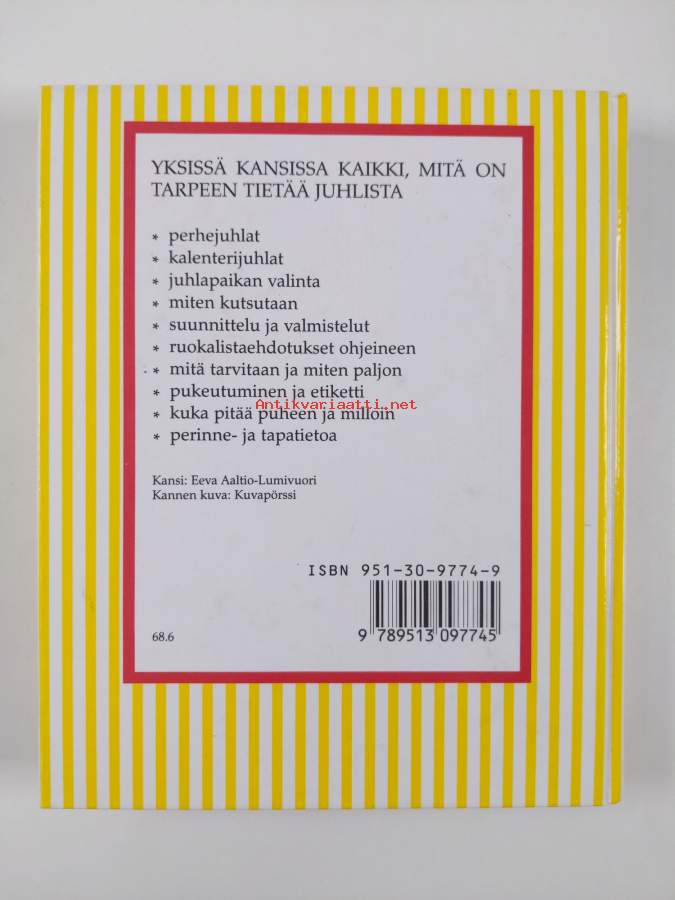 YKSISSÄ KANSISSA KAIKKI, MITÄ ON
TARPEEN TIETÄÄ JUHLISTA
* perhejuhlat
* kalenterijuhlat
* juhlapaikan valinta
* miten kutsutaan
* suunnittelu ja valmistelut
* ruokalistaehdotukset ohjeineen
* mitä tarvitaan ja miten paljon
* pukeutuminen ja etiketti
Antikvariaatti.net
* kuka pitää puheen ja milloin
* perinne- ja tapatietoa
Kansi: Eeva Aaltio-Lumivuori
Kannen kuva: Kuvapörssi
ISBN 951-30-9774-9
9 789513 097745
68.6